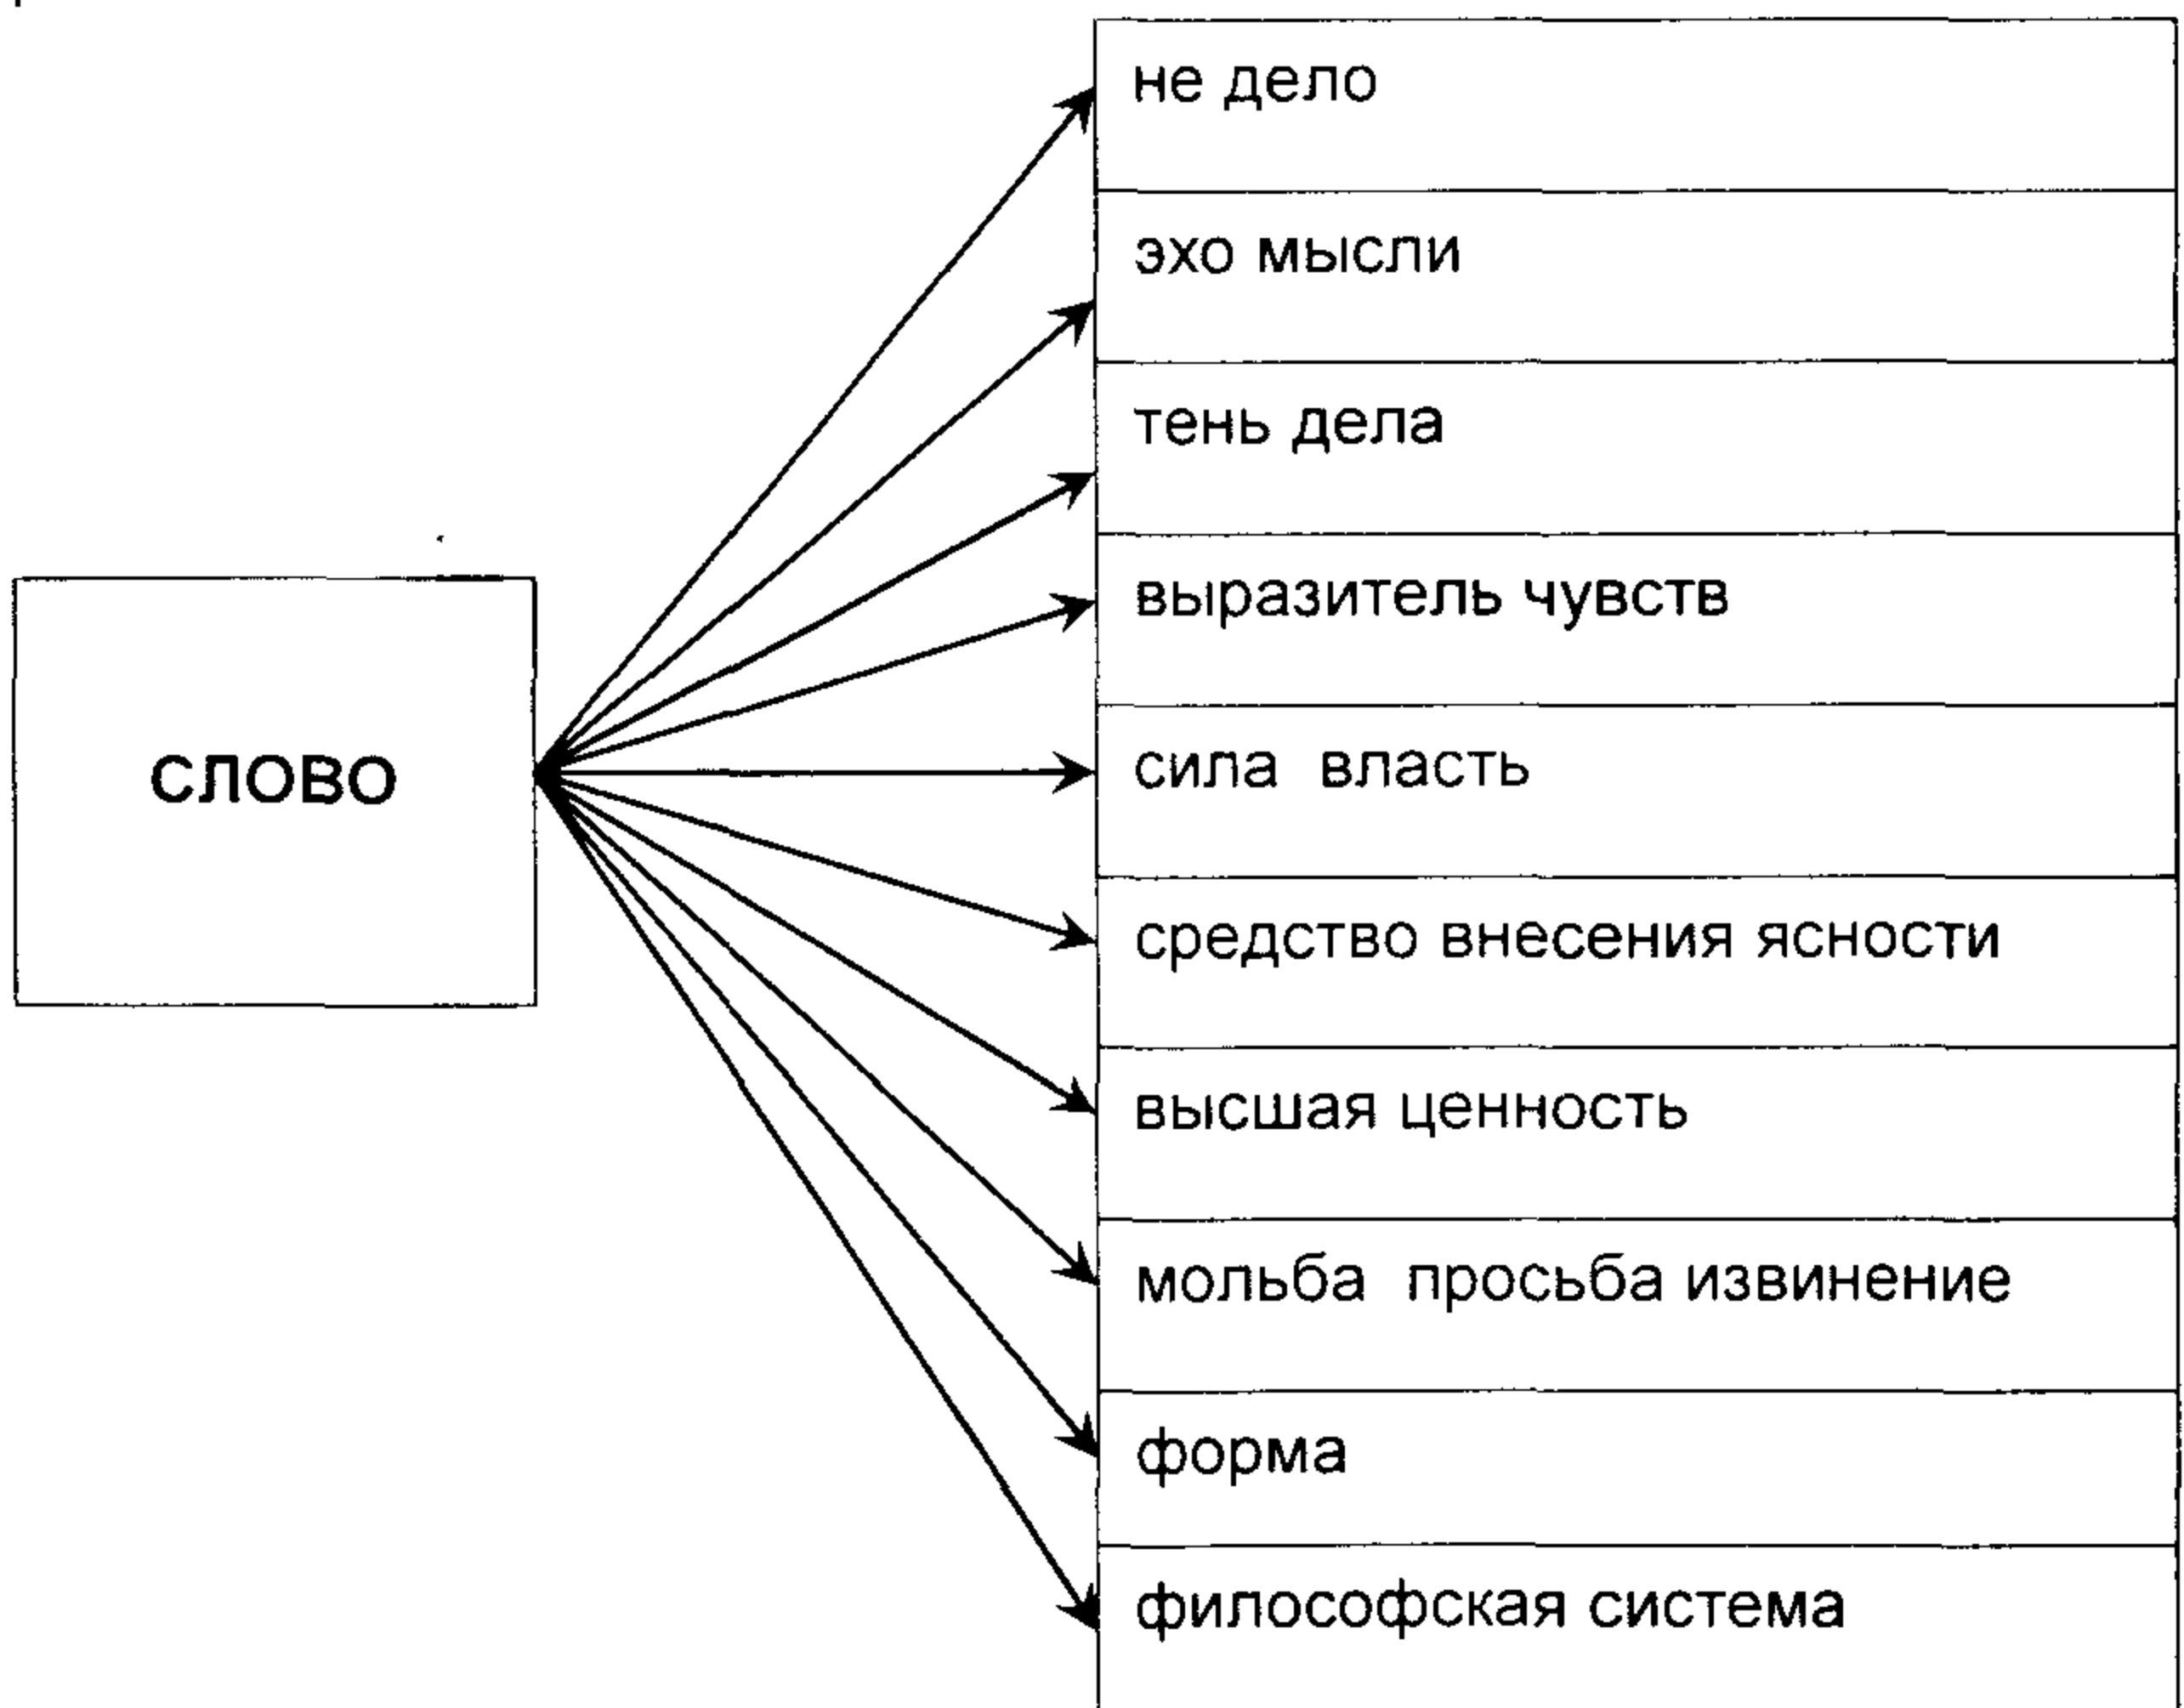 слово
не дело
эхо мысли
тень дела
выразитель чувств
сила власть
средство внесения ясности
высшая ценность
мольба просьба извинение
форма
философская система